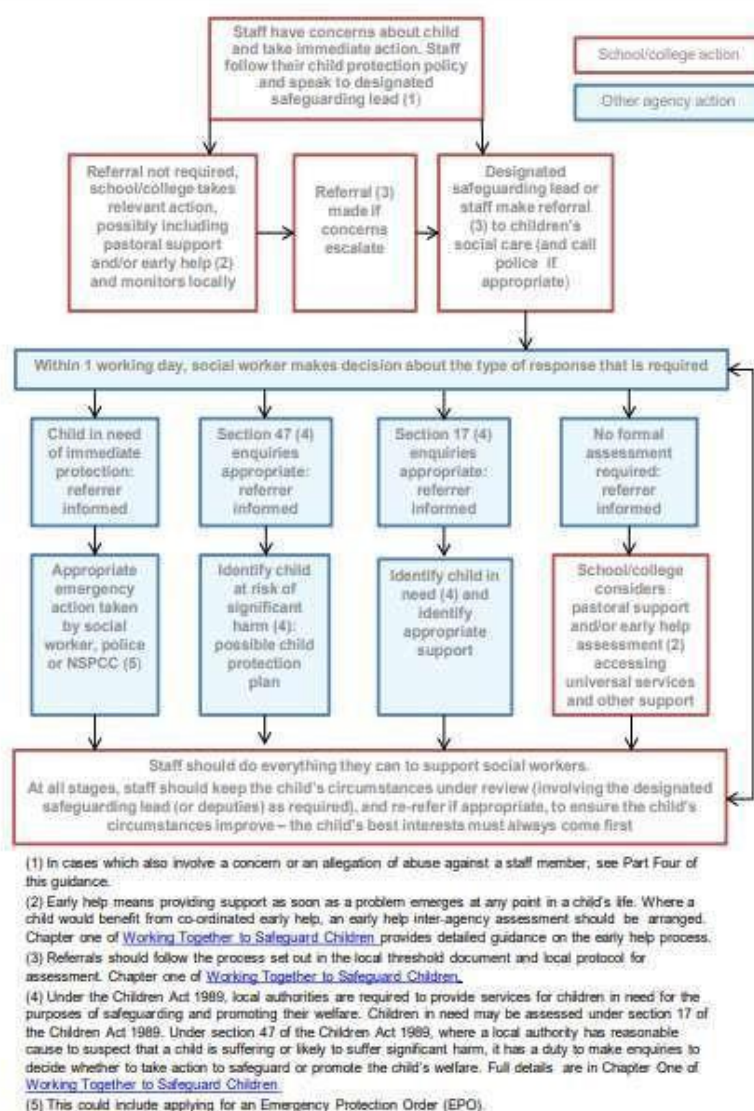 Staff have concerns about child
and take immediate action. Staff
follow their child protection policy
and speak to designated
safeguarding lead (1)
School/college action
Other agency action
Referral not required,
school/college takes
relevant action,
possibly including
pastoral support
and/or early help (2)
and monitors locally
Referral (3)
made if
concerns
escalate
Designated
safeguarding lead or
staff make referral
(3) to children's
social care (and call
police if
appropriate)
Within 1 working day, social worker makes decision about the type of response that is required
Child in need
of immediate
protection:
referrer
informed
Section 47 (4)
enquiries
appropriate:
referrer
informed
Section 17 (4)
enquiries
appropriate:
referrer
informed
No formal
assessment
required:
referrer
informed
Appropriate
emergency
action taken
by social
worker, police
or NSPCC (5)
Identify child
at risk of
significant
harm (4):
possible child
protection
plan
Identify child in
need (4) and
identify
appropriate
support
School/college
considers
pastoral support
and/or early help
assessment (2)
accessing
universal services
and other support
Staff should do everything they can to support social workers.
At all stages, staff should keep the child's circumstances under review (involving the designated
safeguarding lead (or deputies) as required), and re-refer if appropriate, to ensure the child's
circumstances improve – the child's best interests must always come first
(1) In cases which also involve a concern or an allegation of abuse against a staff member, see Part Four of
this guidance.
(2) Early help means providing support as soon as a problem emerges at any point in a child's life. Where a
child would benefit from co-ordinated early help, an early help inter-agency assessment should be arranged.
Chapter one of Working Together to Safeguard Children provides detailed guidance on the early help process.
(3) Referrals should follow the process set out in the local threshold document and local protocol for
assessment. Chapter one of Working Together to Safeguard Children.
(4) Under the Children Act 1989, local authorities are required to provide services for children in need for the
purposes of safeguarding and promoting their welfare. Children in need may be assessed under section 17 of
the Children Act 1989. Under section 47 of the Children Act 1989, where a local authority has reasonable
cause to suspect that a child is suffering or likely to suffer significant harm, it has a duty to make enquiries to
decide whether to take action to safeguard or promote the child's welfare. Full details are in Chapter One of
Working Together to Safeguard Children
(5) This could include applying for an Emergency Protection Order (EPO).